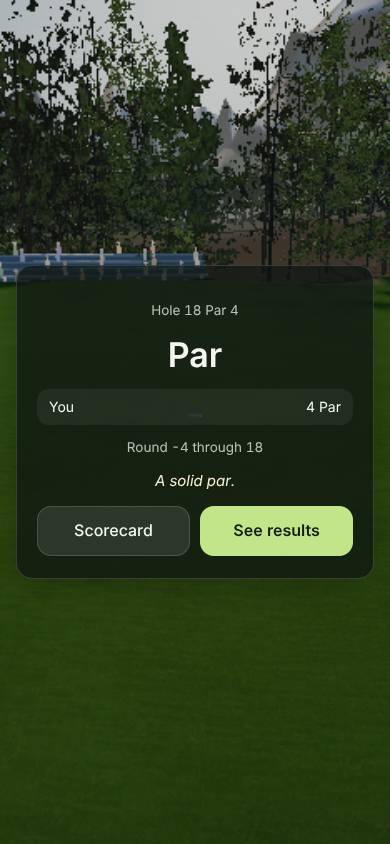 Hole 18 Par 4
Par
You 4 Par
Round -4 through 18
A solid par.
Scorecard See results